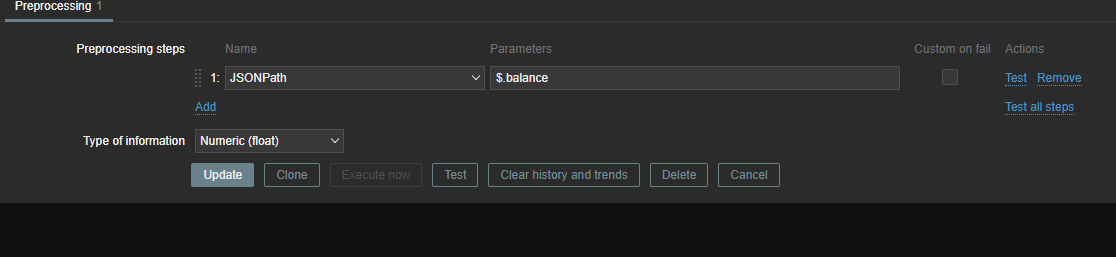 Preprocessing 1
Preprocessing steps Name Parameters Custom on fail Actions
1: JSONPath $.balance Test Remove
Add Test all steps
Type of information Numeric (float)
Update Clone Execute now Test Clear history and trends Delete Cancel